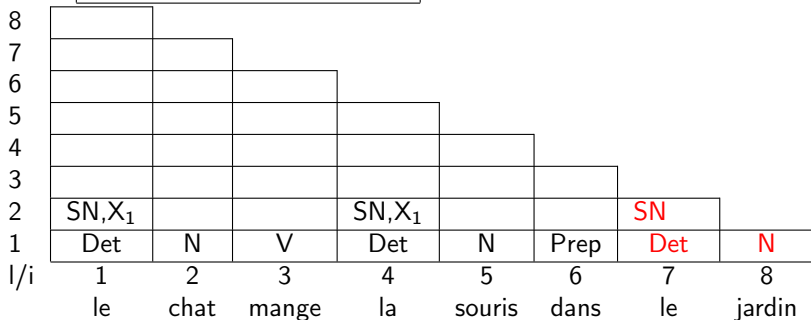 8
7
6
5
4
3
2 SN,X₁ SN,X₁ SN
1 Det N V Det N Prep Det N
l/i 1 2 3 4 5 6 7 8
le chat mange la souris dans le jardin